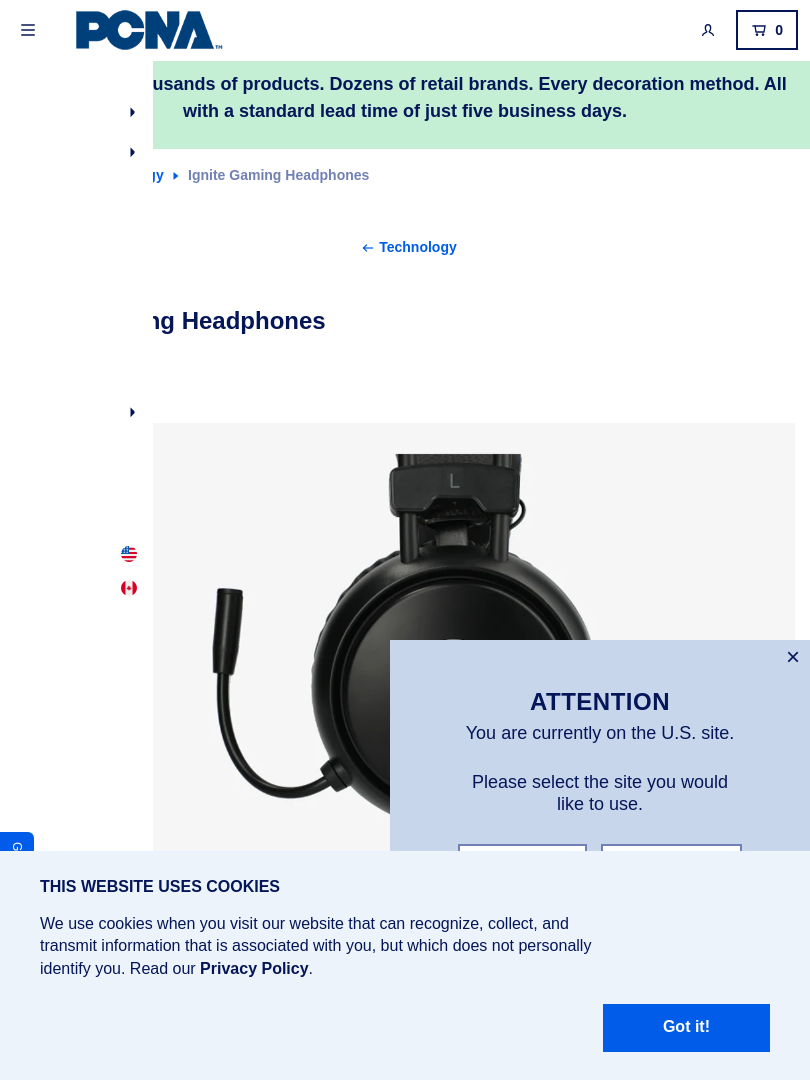 PCNA™
0
usands of products. Dozens of retail brands. Every decoration method. All
with a standard lead time of just five business days.
gy Ignite Gaming Headphones
← Technology
ng Headphones
L
×
ATTENTION
You are currently on the U.S. site.
Please select the site you would
like to use.
G
THIS WEBSITE USES COOKIES
We use cookies when you visit our website that can recognize, collect, and
transmit information that is associated with you, but which does not personally
identify you. Read our Privacy Policy.
Got it!